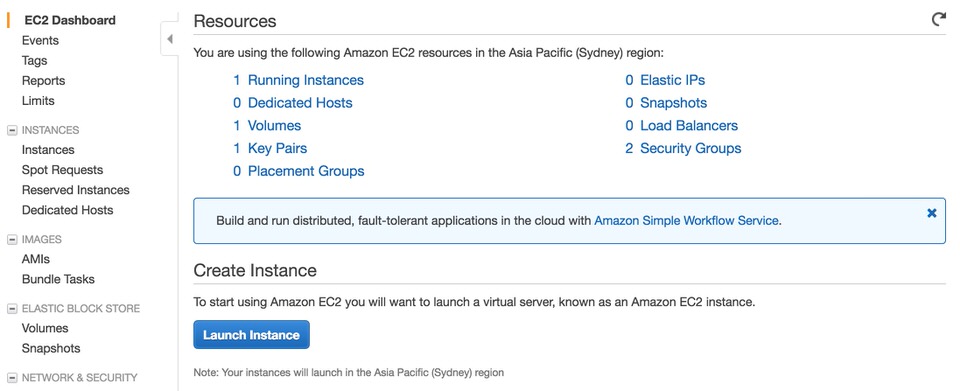 EC2 Dashboard
Events
Tags
Reports
Limits
INSTANCES
Instances
Spot Requests
Reserved Instances
Dedicated Hosts
IMAGES
AMIs
Bundle Tasks
ELASTIC BLOCK STORE
Volumes
Snapshots
NETWORK & SECURITY
Resources
You are using the following Amazon EC2 resources in the Asia Pacific (Sydney) region:
1 Running Instances
0 Dedicated Hosts
1 Volumes
1 Key Pairs
0 Placement Groups
0 Elastic IPs
0 Snapshots
0 Load Balancers
2 Security Groups
Build and run distributed, fault-tolerant applications in the cloud with Amazon Simple Workflow Service.
Create Instance
To start using Amazon EC2 you will want to launch a virtual server, known as an Amazon EC2 instance.
Launch Instance
Note: Your instances will launch in the Asia Pacific (Sydney) region